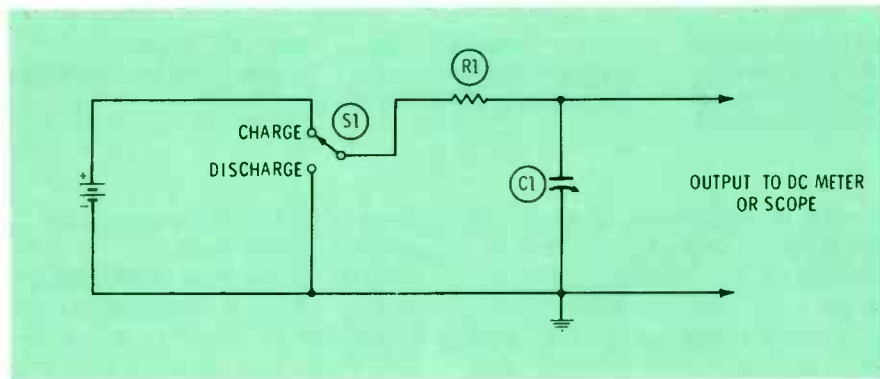 R1
CHARGE
S1
DISCHARGE
+
-
C1
OUTPUT TO DC METER
OR SCOPE